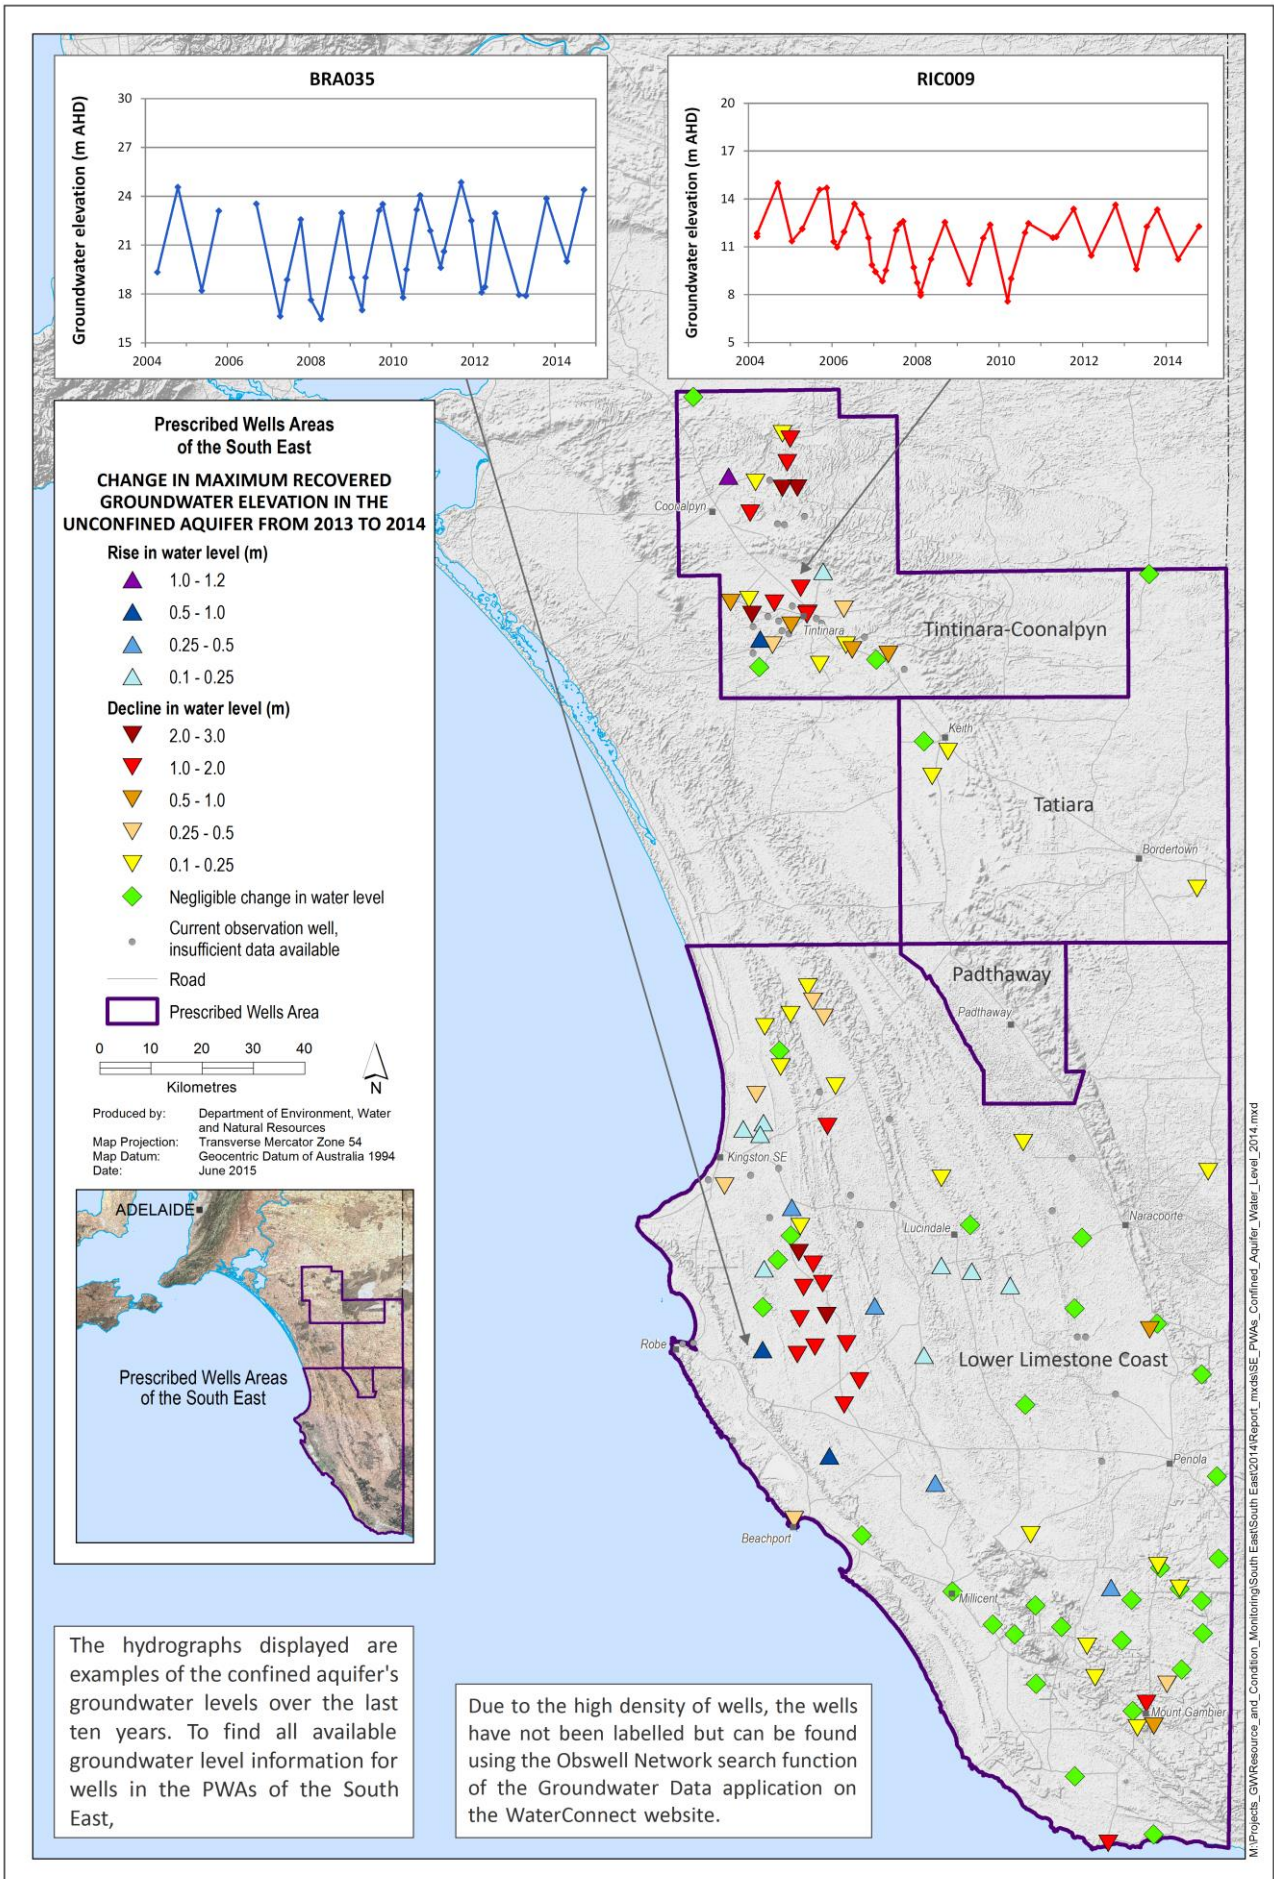 BRA035
Groundwater elevation (m AHD)
30
27
24
21
18
15
2004 2006 2008 2010 2012 2014
RIC009
Groundwater elevation (m AHD)
20
17
14
11
8
5
2004 2006 2008 2010 2012 2014
Prescribed Wells Areas
of the South East
CHANGE IN MAXIMUM RECOVERED
GROUNDWATER ELEVATION IN THE
UNCONFINED AQUIFER FROM 2013 TO 2014
Rise in water level (m)
1.0 - 1.2
0.5 - 1.0
0.25 - 0.5
0.1 - 0.25
Decline in water level (m)
2.0 - 3.0
1.0 - 2.0
0.5 - 1.0
0.25 - 0.5
0.1 - 0.25
Negligible change in water level
Current observation well,
insufficient data available
Road
Prescribed Wells Area
0 10 20 30 40
Kilometres
N
Produced by: Department of Environment, Water
and Natural Resources
Map Projection: Transverse Mercator Zone 54
Map Datum: Geocentric Datum of Australia 1994
Date: June 2015
ADELAIDE
Prescribed Wells Areas
of the South East
Coonalpyn
Tintinara
Tintinara-Coonalpyn
Keith
Tatiara
Bordertown
Padthaway
Padthaway
Kingston SE
Lucindale
Naracoorte
Robe
Lower Limestone Coast
Penola
Beachport
Millicent
Mount Gambier
The hydrographs displayed are
examples of the confined aquifer's
groundwater levels over the last
ten years. To find all available
groundwater level information for
wells in the PWAs of the South
East,
Due to the high density of wells, the wells
have not been labelled but can be found
using the Obswell Network search function
of the Groundwater Data application on
the WaterConnect website.
M:\Projects_GW\Resource_and_Condition_Monitoring\South East\South East\2014\Report_mxds\SE_PWAs_Confined_Aquifer_Water_Level_2014.mxd